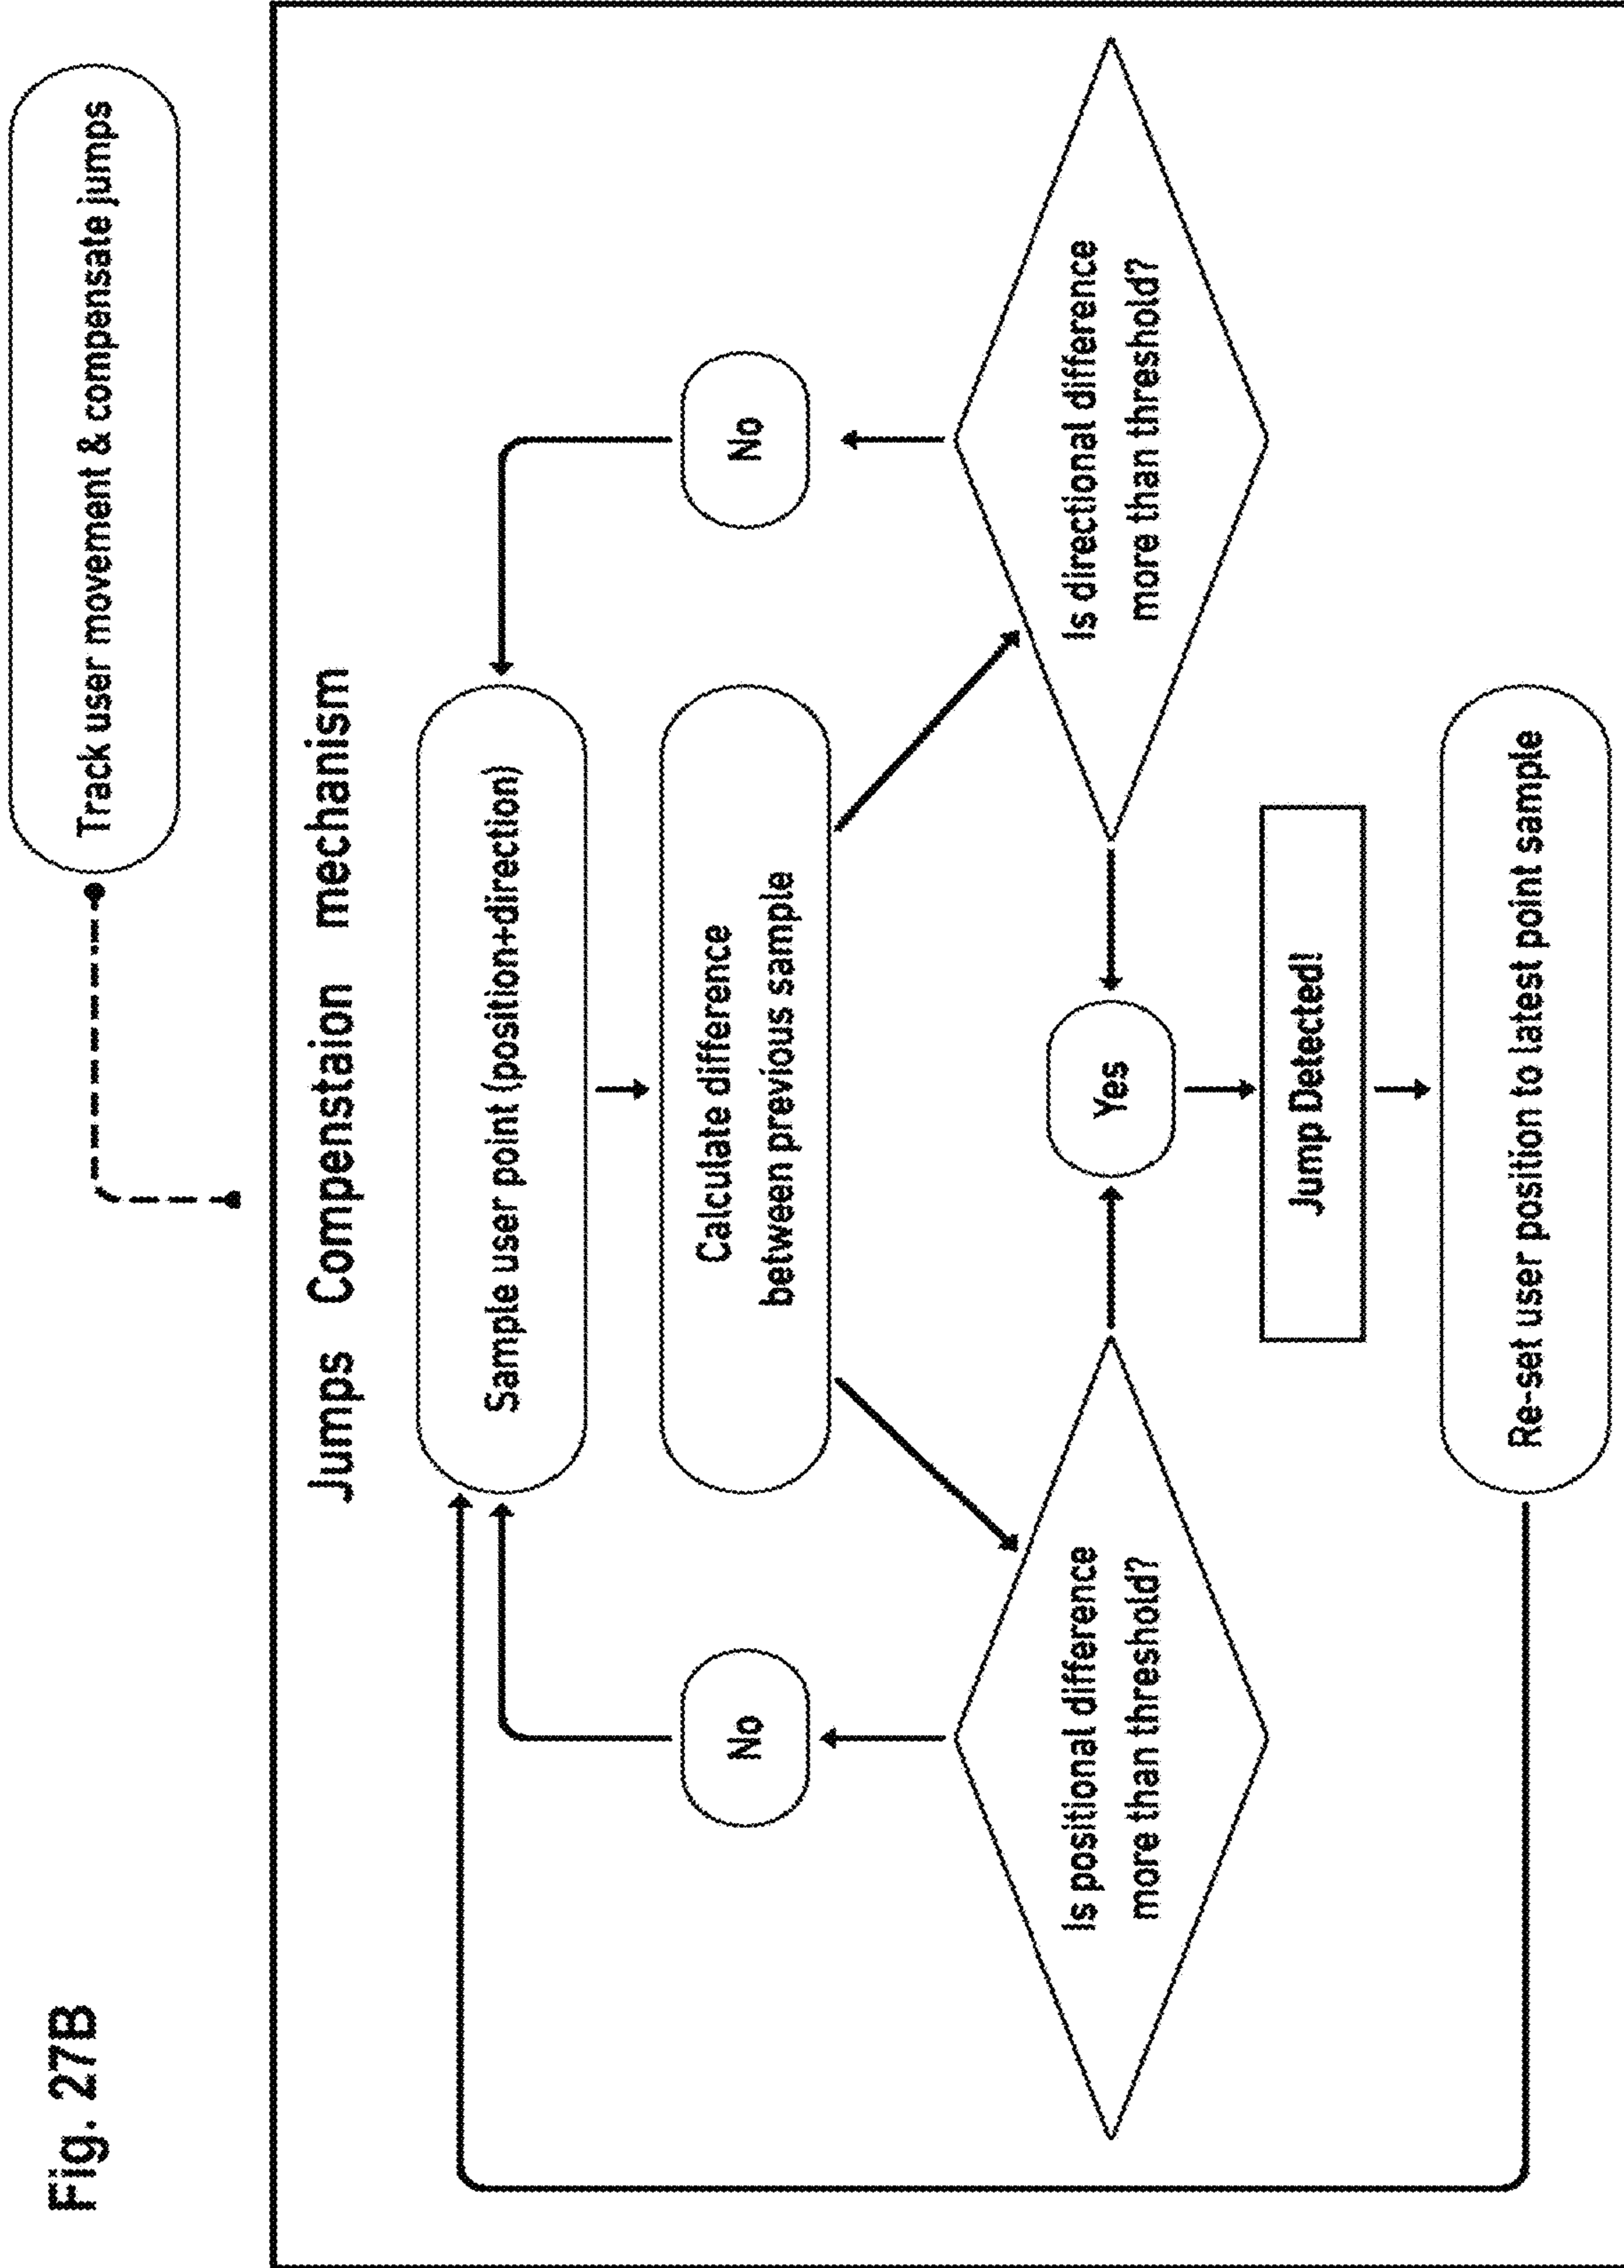 Fig. 27B
Track user movement & compensate jumps
Jumps Compenstaion mechanism
Sample user point (position+direction)
Calculate difference
between previous sample
No
No
Is positional difference
more than threshold?
Yes
Is directional difference
more than threshold?
Jump Detected!
Re-set user position to latest point sample